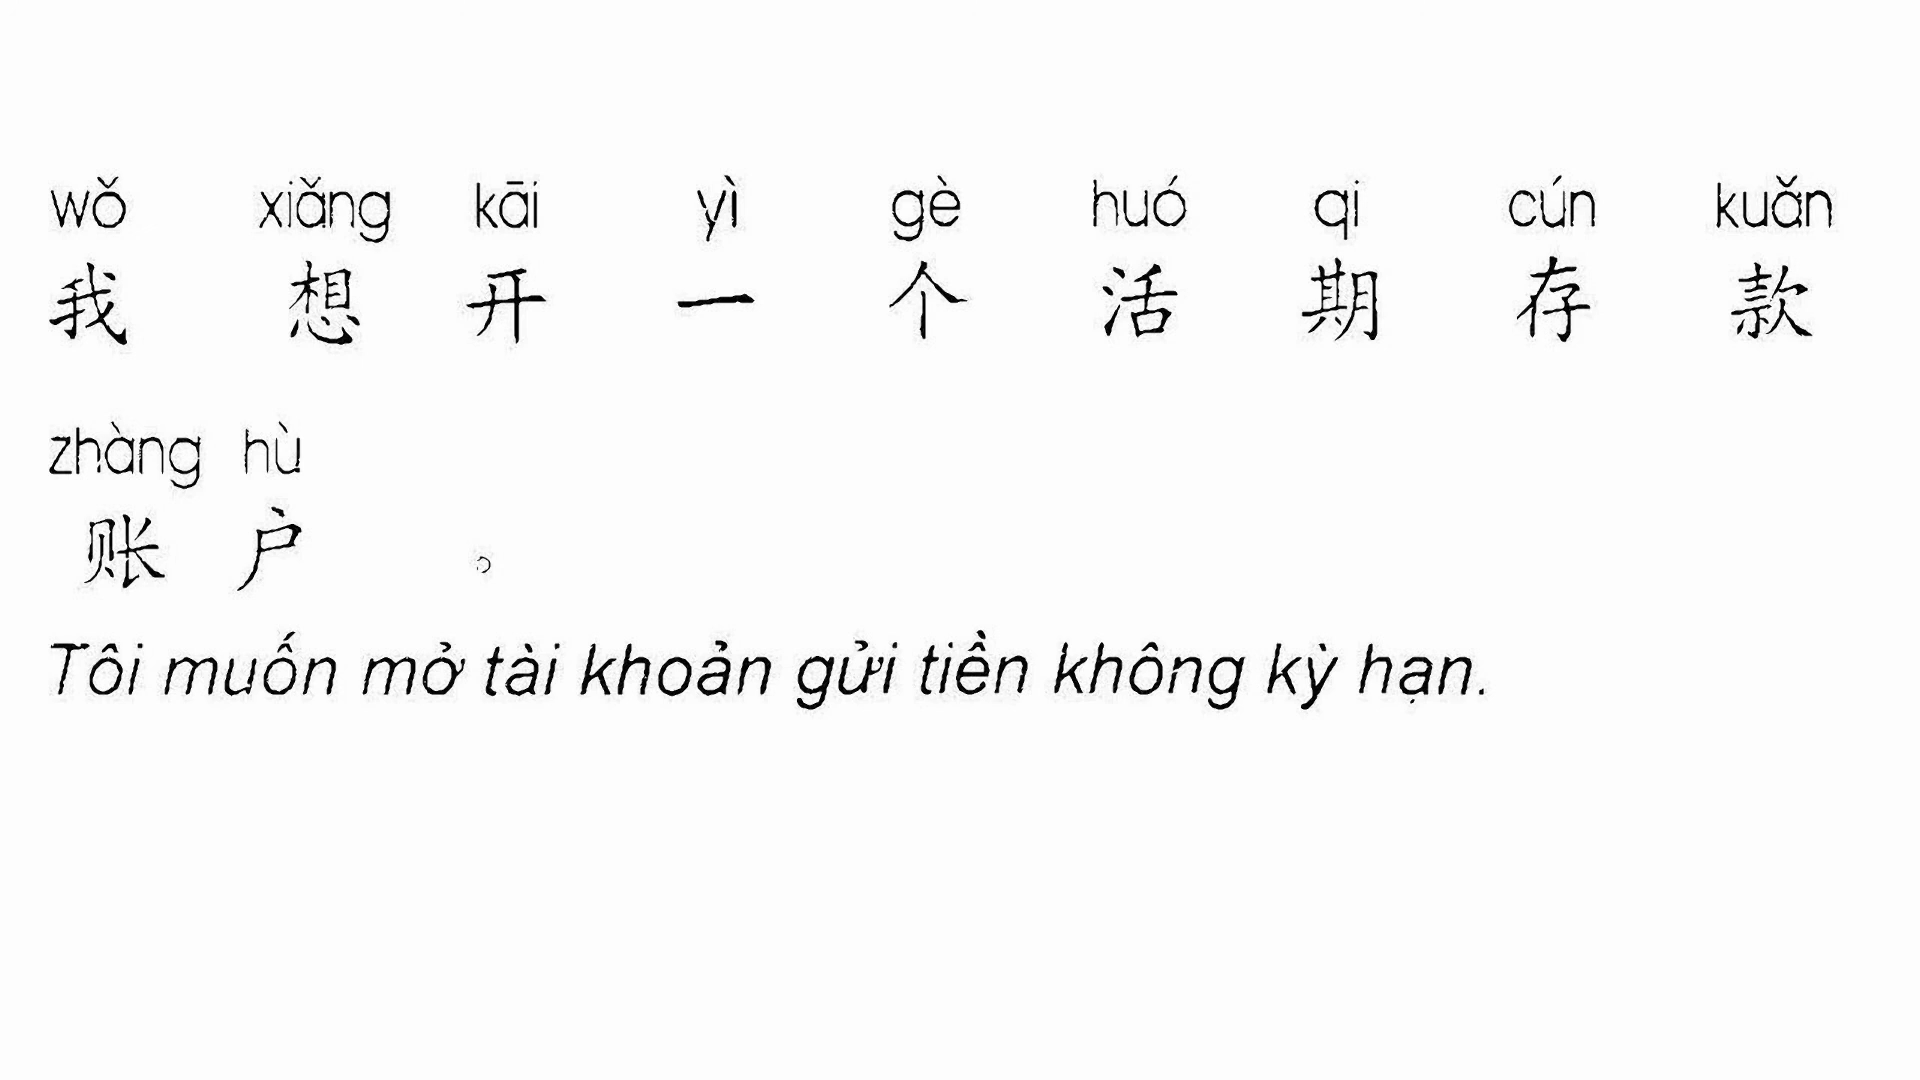 wǒ xiǎng kāi yì gè huó qi cún kuǎn
我 想 开 一 个 活 期 存 款
zhàng hù
账 户 。
Tôi muốn mở tài khoản gửi tiền không kỳ hạn.